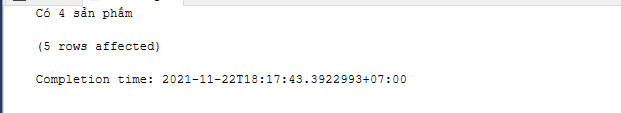 Có 4 sản phẩm
(5 rows affected)
Completion time: 2021-11-22T18:17:43.3922993+07:00